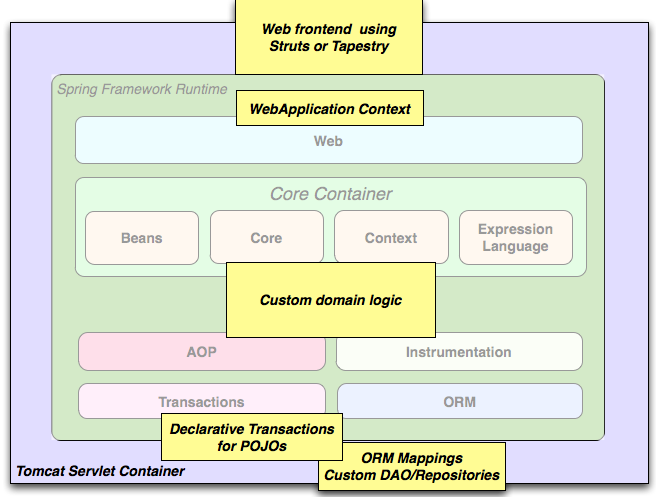 Web frontend using
Struts or Tapestry
Spring Framework Runtime
WebApplication Context
Web
Core Container
Beans
Core
Context
Expression
Language
Custom domain logic
AOP
Instrumentation
Transactions
ORM
Declarative Transactions
for POJOs
ORM Mappings
Custom DAO/Repositories
Tomcat Servlet Container